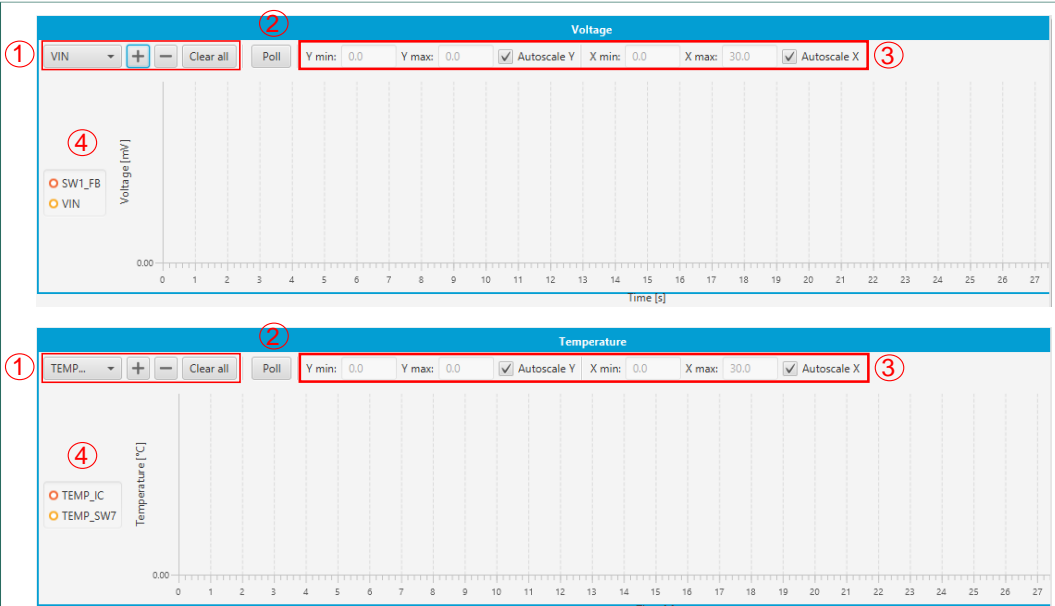 ②
Voltage
① VIN + − Clear all Poll Y min: 0.0 Y max: 0.0 Autoscale Y X min: 0.0 X max: 30.0 Autoscale X ③
④
Voltage [mV]
SW1_FB
VIN
0.00
0 1 2 3 4 5 6 7 8 9 10 11 12 13 14 15 16 17 18 19 20 21 22 23 24 25 26 27
Time [s]
②
Temperature
① TEMP... + − Clear all Poll Y min: 0.0 Y max: 0.0 Autoscale Y X min: 0.0 X max: 30.0 Autoscale X ③
④
Temperature [°C]
TEMP_IC
TEMP_SW7
0.00
0 1 2 3 4 5 6 7 8 9 10 11 12 13 14 15 16 17 18 19 20 21 22 23 24 25 26 27